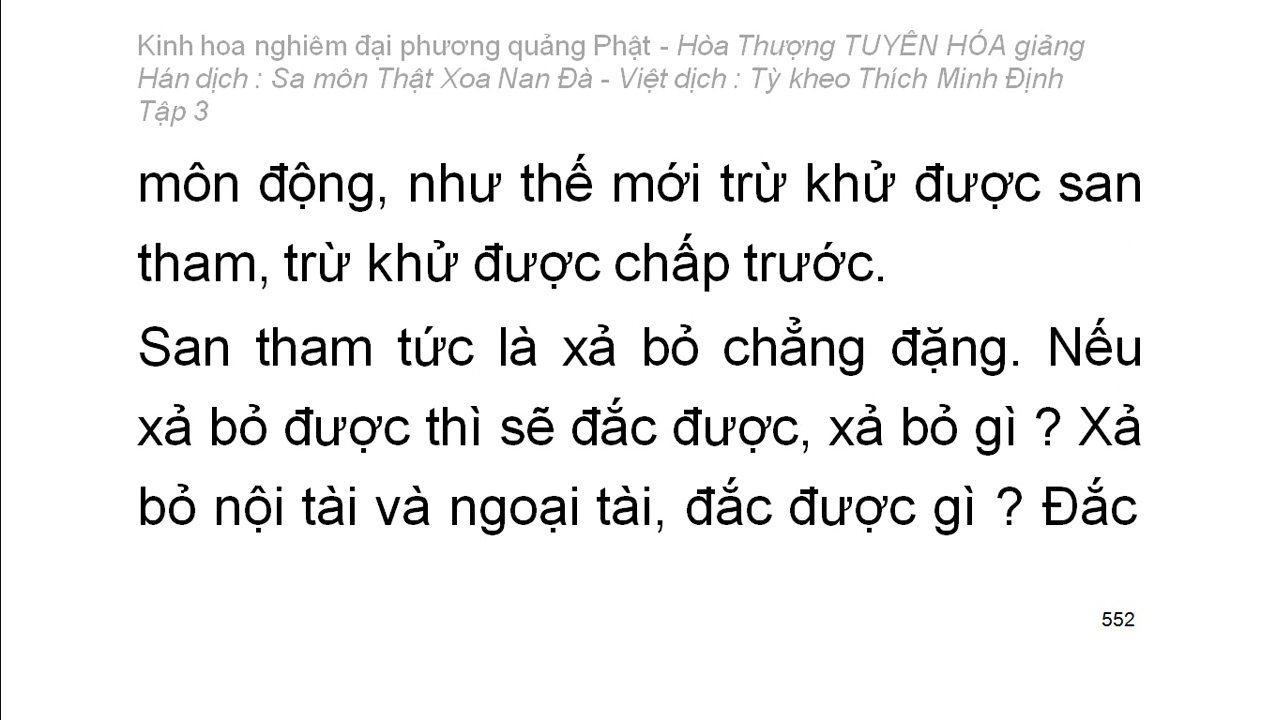 Kinh hoa nghiêm đại phương quảng Phật - Hòa Thượng TUYÊN HÓA giảng
Hán dịch : Sa môn Thật Xoa Nan Đà - Việt dịch : Tỳ kheo Thích Minh Định
Tập 3
môn động, như thế mới trừ khử được san
tham, trừ khử được chấp trước.
San tham tức là xả bỏ chẳng đặng. Nếu
xả bỏ được thì sẽ đắc được, xả bỏ gì ? Xả
bỏ nội tài và ngoại tài, đắc được gì ? Đắc
552